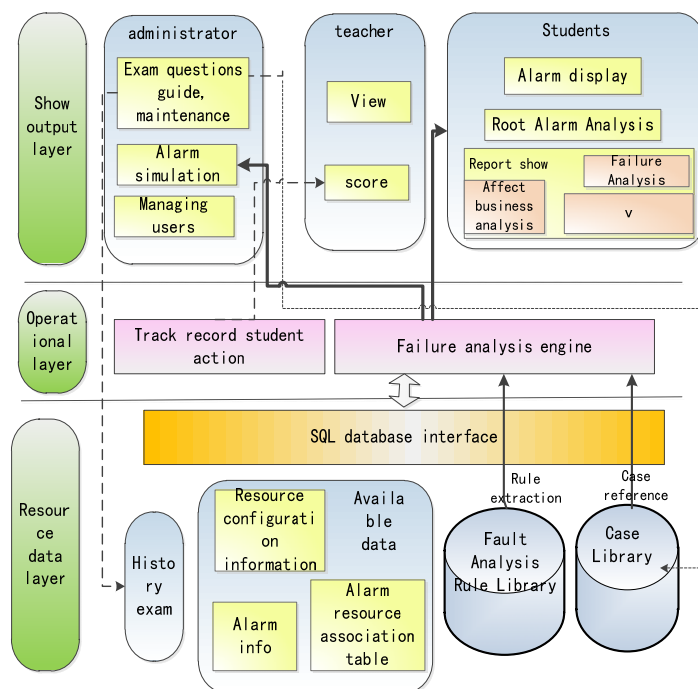 Show
output
layer
administrator
Exam questions
guide,
maintenance
Alarm
simulation
Managing
users
teacher
View
score
Students
Alarm display
Root Alarm Analysis
Report show
Failure
Analysis
Affect
business
analysis
v
Operat
ional
layer
Track record student
action
Failure analysis engine
SQL database interface
Resour
ce
data
layer
Histo
ry
exam
Resource
configurati
on
information
Availa
ble
data
Alarm
info
Alarm
resource
association
table
Rule
extraction
Fault
Analysis
Rule Library
Case
reference
Case
Library